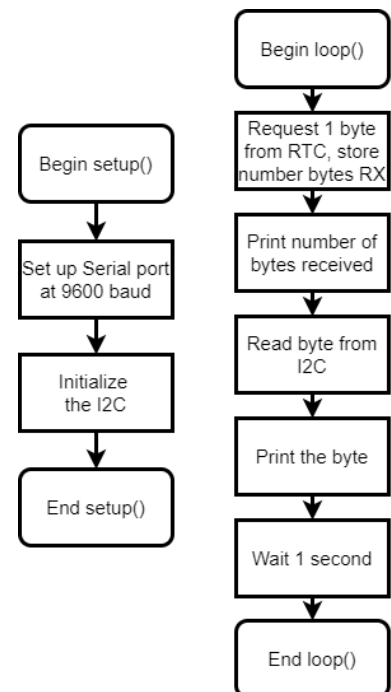 Begin setup()
Set up Serial port
at 9600 baud
Initialize
the I2C
End setup()
Begin loop()
Request 1 byte
from RTC, store
number bytes RX
Print number of
bytes received
Read byte from
I2C
Print the byte
Wait 1 second
End loop()